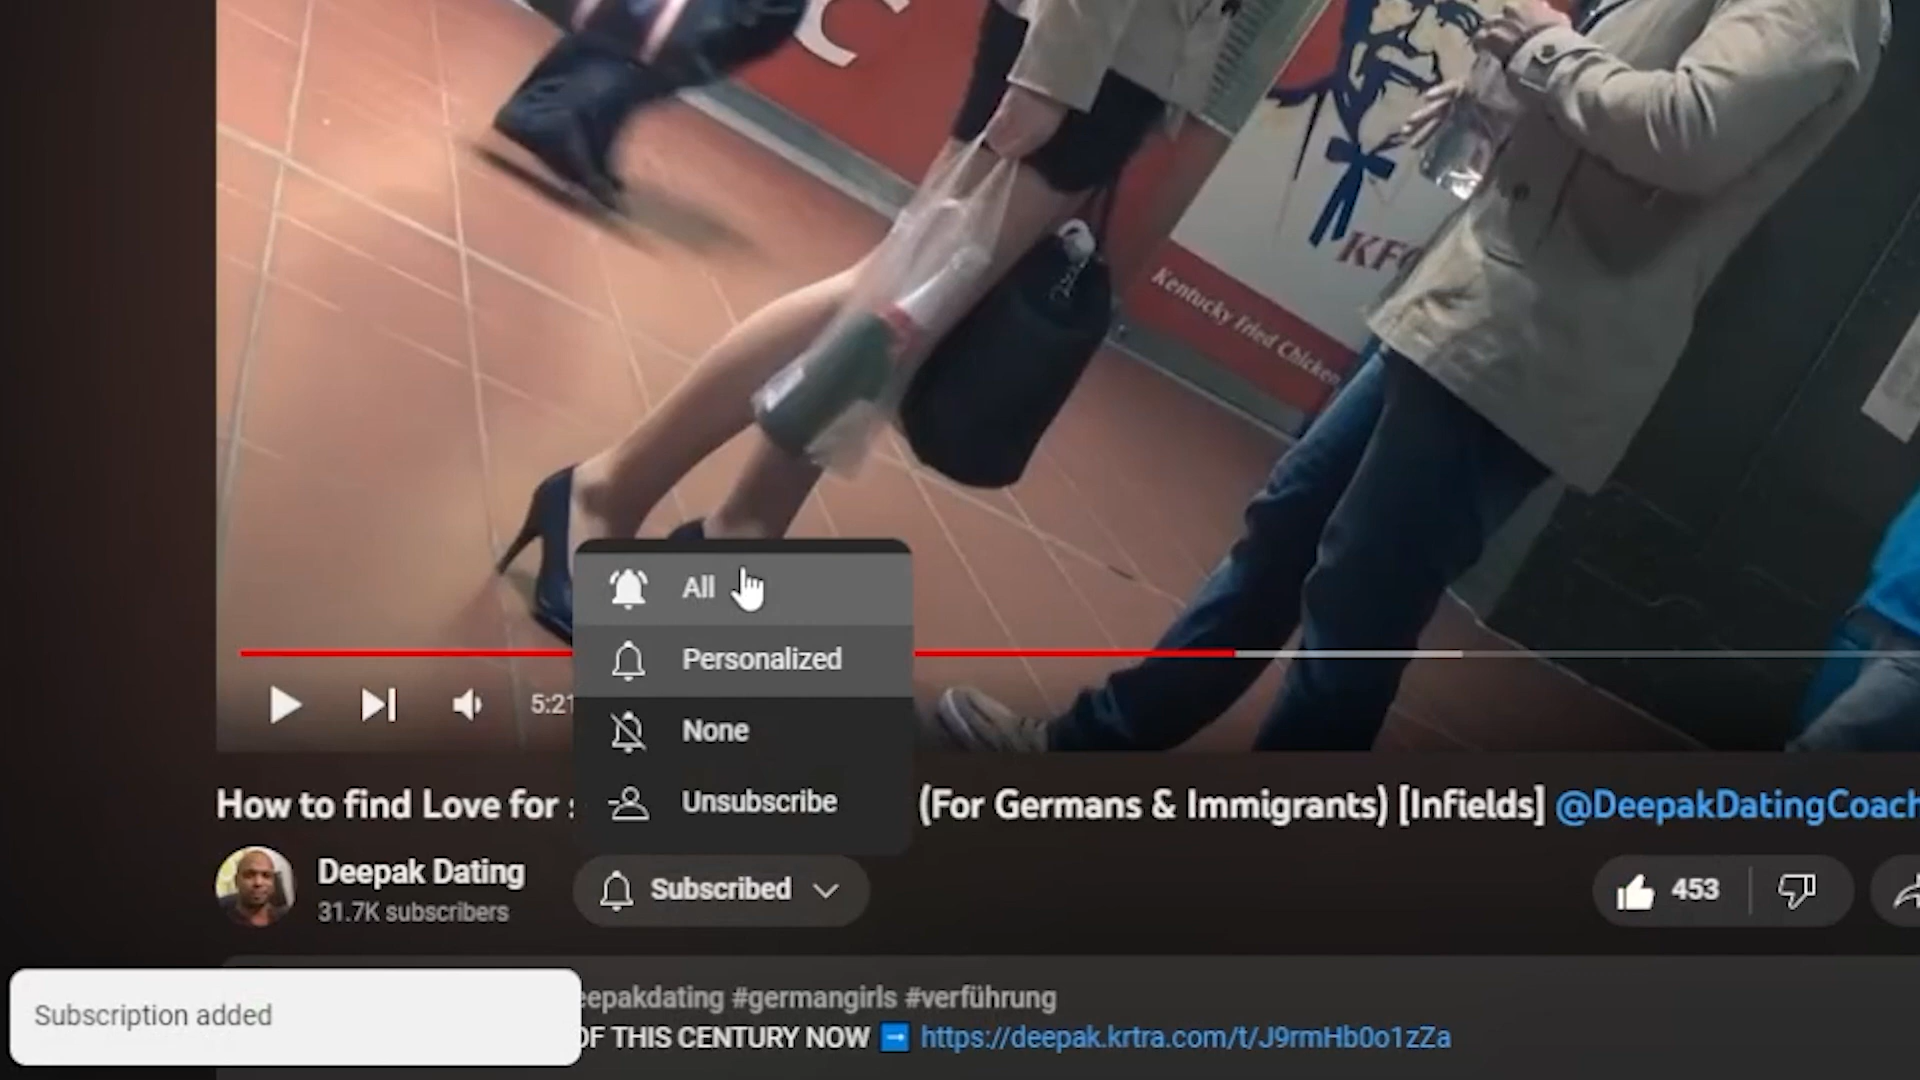 C
KFC
Kentucky Fried Chicken
All
Personalized
None
Unsubscribe
5:21
How to find Love for (For Germans & Immigrants) [Infields] @DeepakDatingCoach
Deepak Dating
31.7K subscribers
Subscribed
453
Subscription added
eepakdating #germangirls #verführung
OF THIS CENTURY NOW ➡ https://deepak.krtra.com/t/J9rmHb0o1zZa